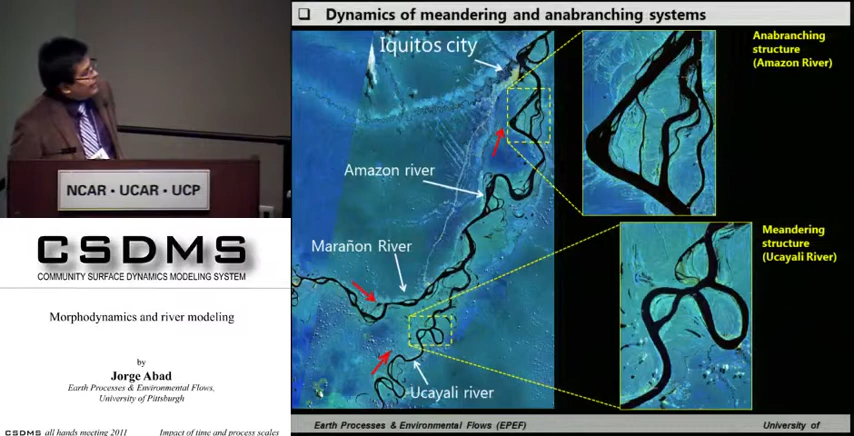 NCAR • UCAR • UCP
CSDMS
COMMUNITY SURFACE DYNAMICS MODELING SYSTEM
Morphodynamics and river modeling
by
Jorge Abad
Earth Processes & Environmental Flows,
University of Pittsburgh
CSDMS all hands meeting 2011 Impact of time and process scales
❑ Dynamics of meandering and anabranching systems
Iquitos city
Amazon river
Marañon River
Ucayali river
Anabranching
structure
(Amazon River)
Meandering
structure
(Ucayali River)
Earth Processes & Environmental Flows (EPEF) University of